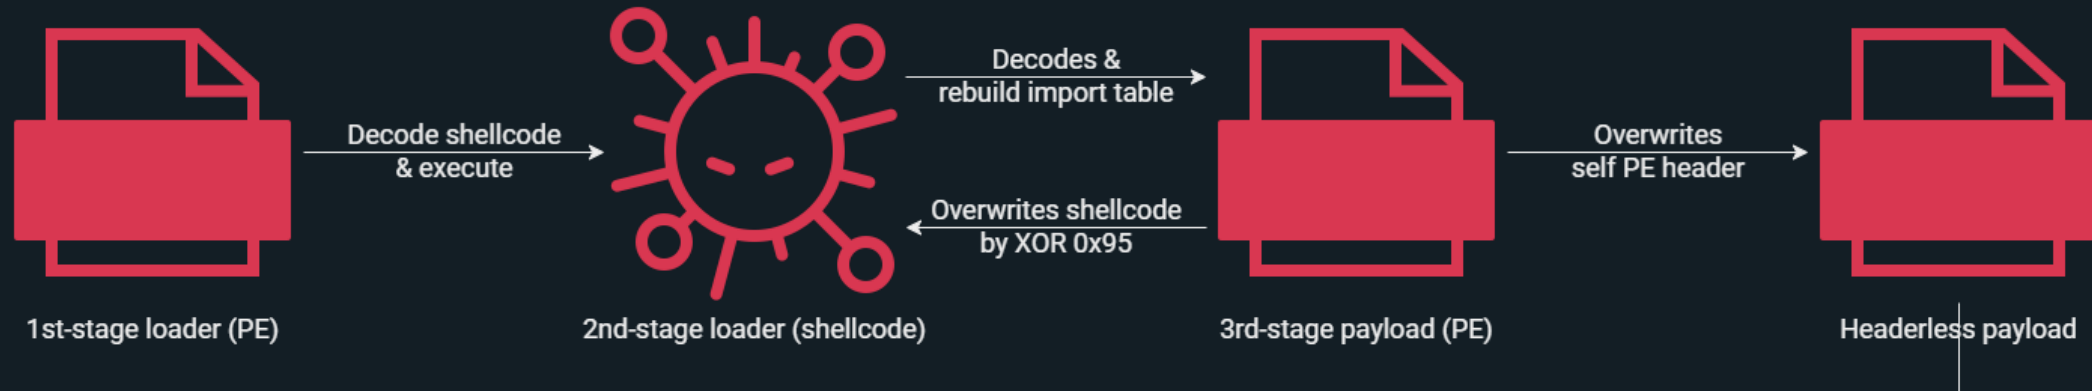 Decode shellcode
& execute
Decodes &
rebuild import table
Overwrites shellcode
by XOR 0x95
Overwrites
self PE header
1st-stage loader (PE)
2nd-stage loader (shellcode)
3rd-stage payload (PE)
Headerless payload